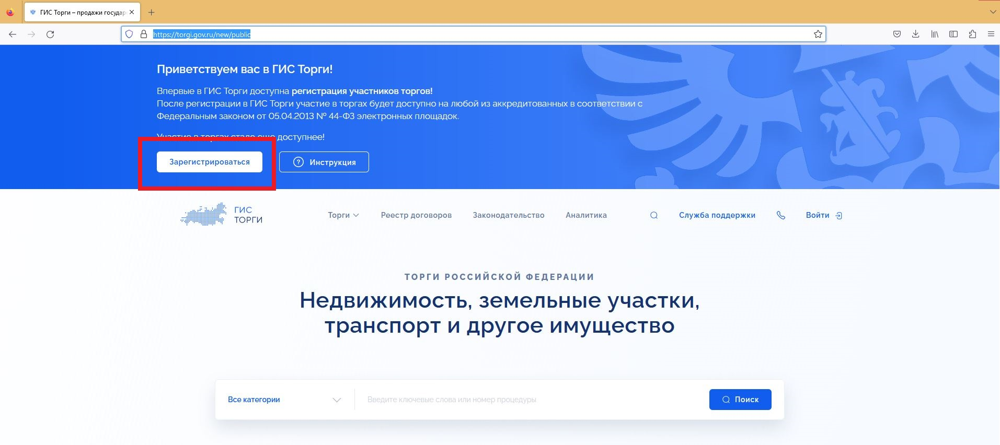 ГИС Торги – продажи государ
https://torgi.gov.ru/new/public
Приветствуем вас в ГИС Торги!
Впервые в ГИС Торги доступна регистрация участников торгов!
После регистрации в ГИС Торги участие в торгах будет доступно на любой из аккредитованных в соответствии с
Федеральным законом от 05.04.2013 № 44-ФЗ электронных площадок.
Участие в торгах стало еще доступнее!
Зарегистрироваться
Инструкция
ГИС
ТОРГИ
Торги
Реестр договоров
Законодательство
Аналитика
Служба поддержки
Войти
ТОРГИ РОССИЙСКОЙ ФЕДЕРАЦИИ
Недвижимость, земельные участки,
транспорт и другое имущество
Все категории
Введите ключевые слова или номер процедуры
Поиск